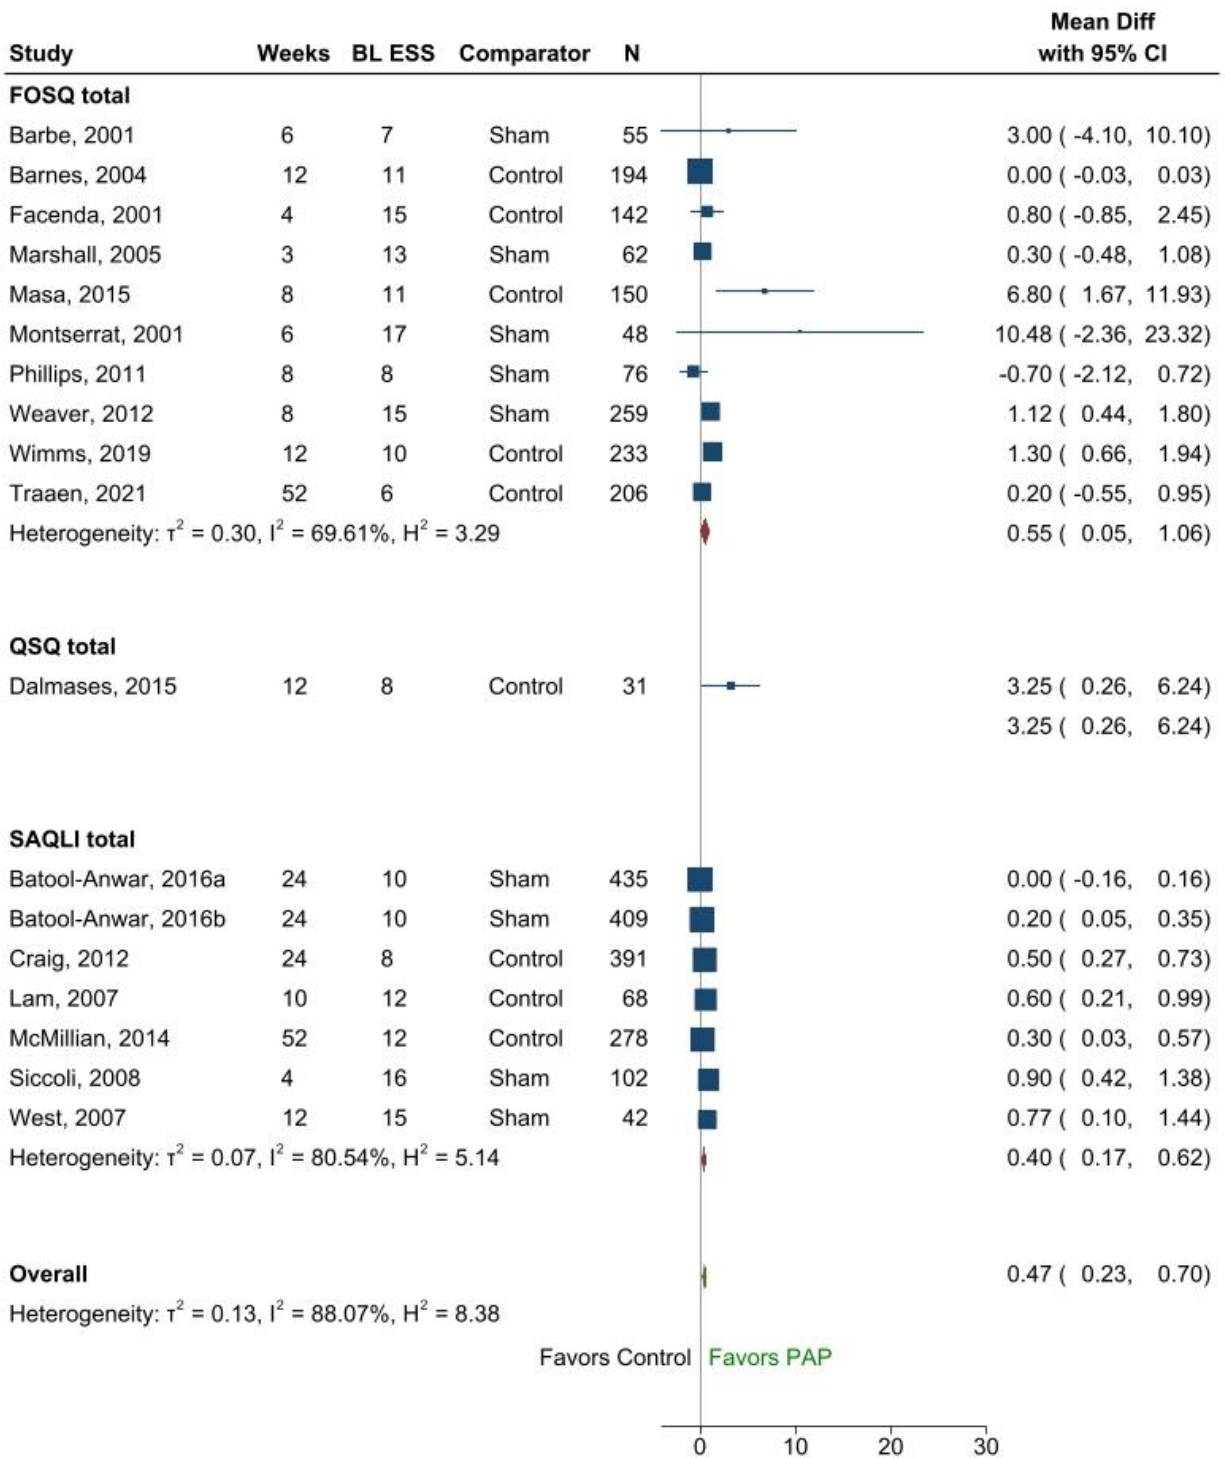 Mean Diff
Study Weeks BL ESS Comparator N with 95% CI
FOSQ total
Barbe, 2001 6 7 Sham 55 3.00 ( -4.10, 10.10)
Barnes, 2004 12 11 Control 194 0.00 ( -0.03, 0.03)
Facenda, 2001 4 15 Control 142 0.80 ( -0.85, 2.45)
Marshall, 2005 3 13 Sham 62 0.30 ( -0.48, 1.08)
Masa, 2015 8 11 Control 150 6.80 ( 1.67, 11.93)
Montserrat, 2001 6 17 Sham 48 10.48 ( -2.36, 23.32)
Phillips, 2011 8 8 Sham 76 -0.70 ( -2.12, 0.72)
Weaver, 2012 8 15 Sham 259 1.12 ( 0.44, 1.80)
Wimms, 2019 12 10 Control 233 1.30 ( 0.66, 1.94)
Traaen, 2021 52 6 Control 206 0.20 ( -0.55, 0.95)
Heterogeneity: τ² = 0.30, I² = 69.61%, H² = 3.29 0.55 ( 0.05, 1.06)
QSQ total
Dalmases, 2015 12 8 Control 31 3.25 ( 0.26, 6.24)
3.25 ( 0.26, 6.24)
SAQLI total
Batool-Anwar, 2016a 24 10 Sham 435 0.00 ( -0.16, 0.16)
Batool-Anwar, 2016b 24 10 Sham 409 0.20 ( 0.05, 0.35)
Craig, 2012 24 8 Control 391 0.50 ( 0.27, 0.73)
Lam, 2007 10 12 Control 68 0.60 ( 0.21, 0.99)
McMillian, 2014 52 12 Control 278 0.30 ( 0.03, 0.57)
Siccoli, 2008 4 16 Sham 102 0.90 ( 0.42, 1.38)
West, 2007 12 15 Sham 42 0.77 ( 0.10, 1.44)
Heterogeneity: τ² = 0.07, I² = 80.54%, H² = 5.14 0.40 ( 0.17, 0.62)
Overall 0.47 ( 0.23, 0.70)
Heterogeneity: τ² = 0.13, I² = 88.07%, H² = 8.38
Favors Control Favors PAP
0 10 20 30